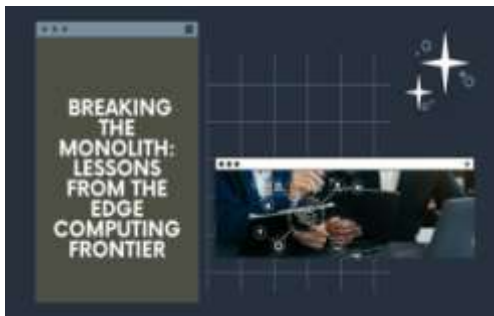 BREAKING
THE
MONOLITH:
LESSONS
FROM THE
EDGE
COMPUTING
FRONTIER